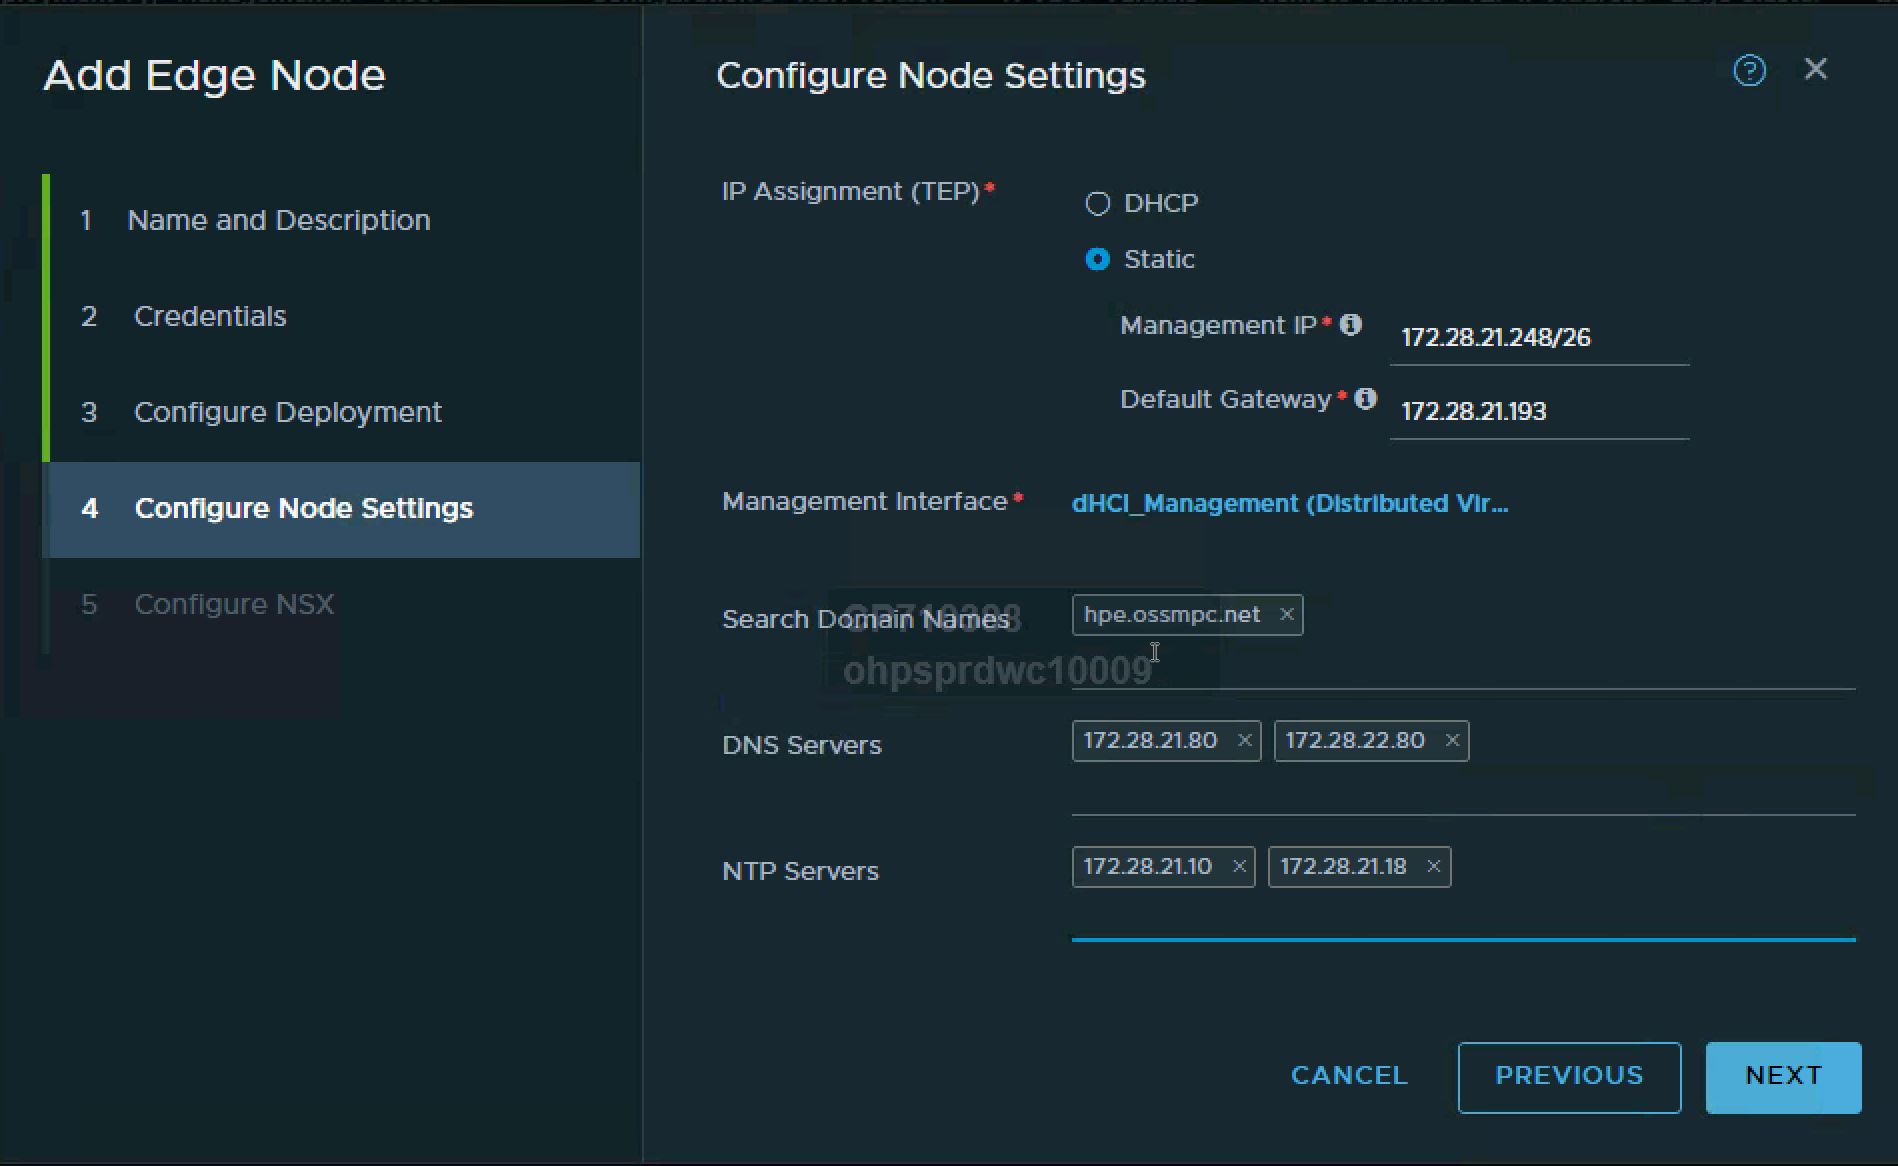 Add Edge Node
1 Name and Description
2 Credentials
3 Configure Deployment
4 Configure Node Settings
5 Configure NSX
Configure Node Settings
IP Assignment (TEP) *
DHCP
Static
Management IP * 172.28.21.248/26
Default Gateway * 172.28.21.193
Management Interface * dHCI_Management (Distributed Vir...
Search Domain Names hpe.ossmpc.net ×
ohpsprdwc10009
DNS Servers 172.28.21.80 × 172.28.22.80 ×
NTP Servers 172.28.21.10 × 172.28.21.18 ×
CANCEL PREVIOUS NEXT